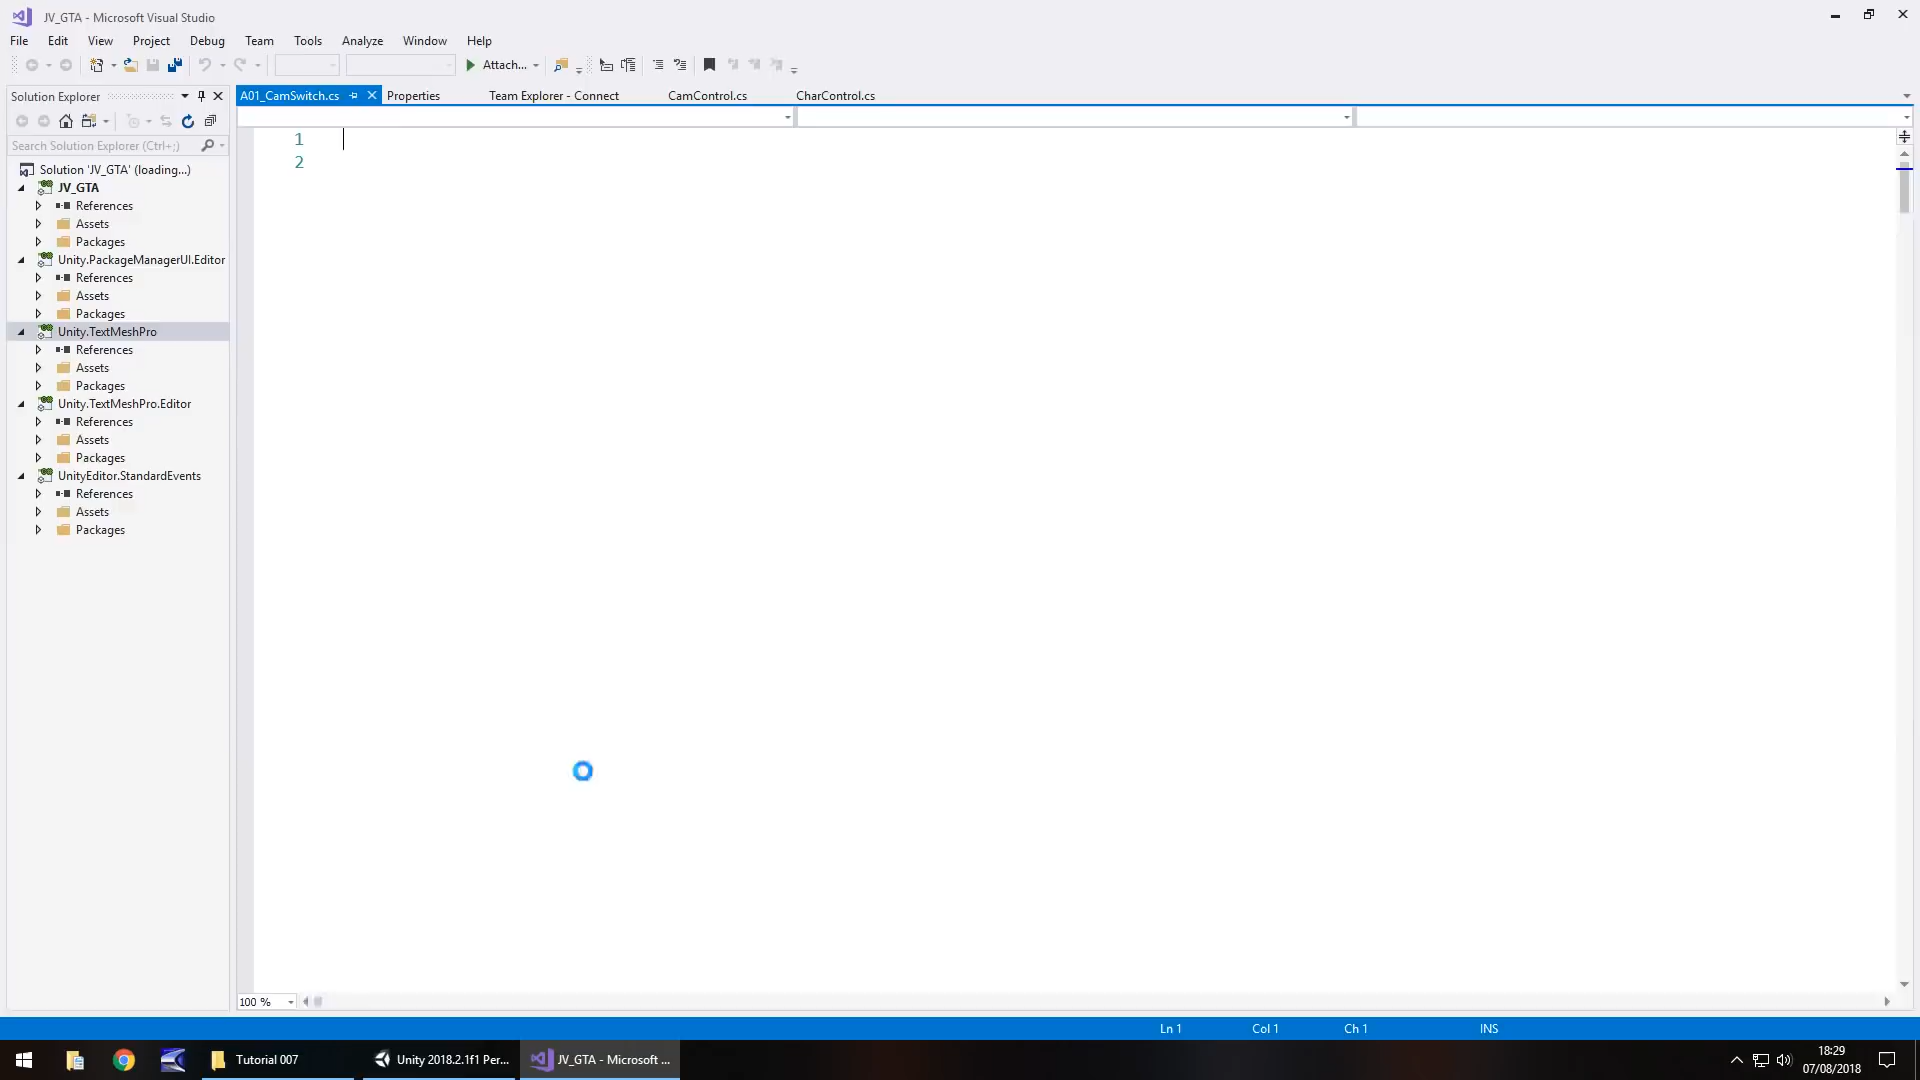 JV_GTA - Microsoft Visual Studio
File Edit View Project Debug Team Tools Analyze Window Help
Attach...
Solution Explorer
A01_CamSwitch.cs Properties Team Explorer - Connect CamControl.cs CharControl.cs
Search Solution Explorer (Ctrl+;)
1
2
Solution 'JV_GTA' (loading...)
JV_GTA
References
Assets
Packages
Unity.PackageManagerUI.Editor
References
Assets
Packages
Unity.TextMeshPro
References
Assets
Packages
Unity.TextMeshPro.Editor
References
Assets
Packages
UnityEditor.StandardEvents
References
Assets
Packages
100 %
Ln 1 Col 1 Ch 1 INS
Tutorial 007 Unity 2018.2.1f1 Per... JV_GTA - Microsoft ...
18:29
07/08/2018